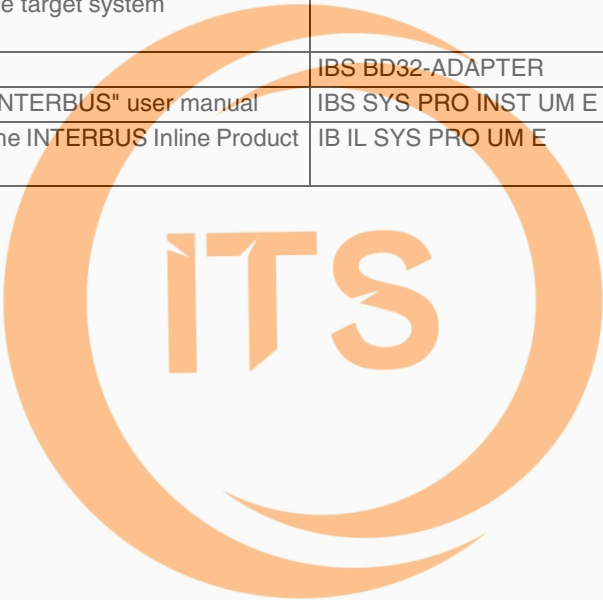 e target system
IBS BD32-ADAPTER
NTERBUS" user manual IBS SYS PRO INST UM E
he INTERBUS Inline Product IB IL SYS PRO UM E
ITS